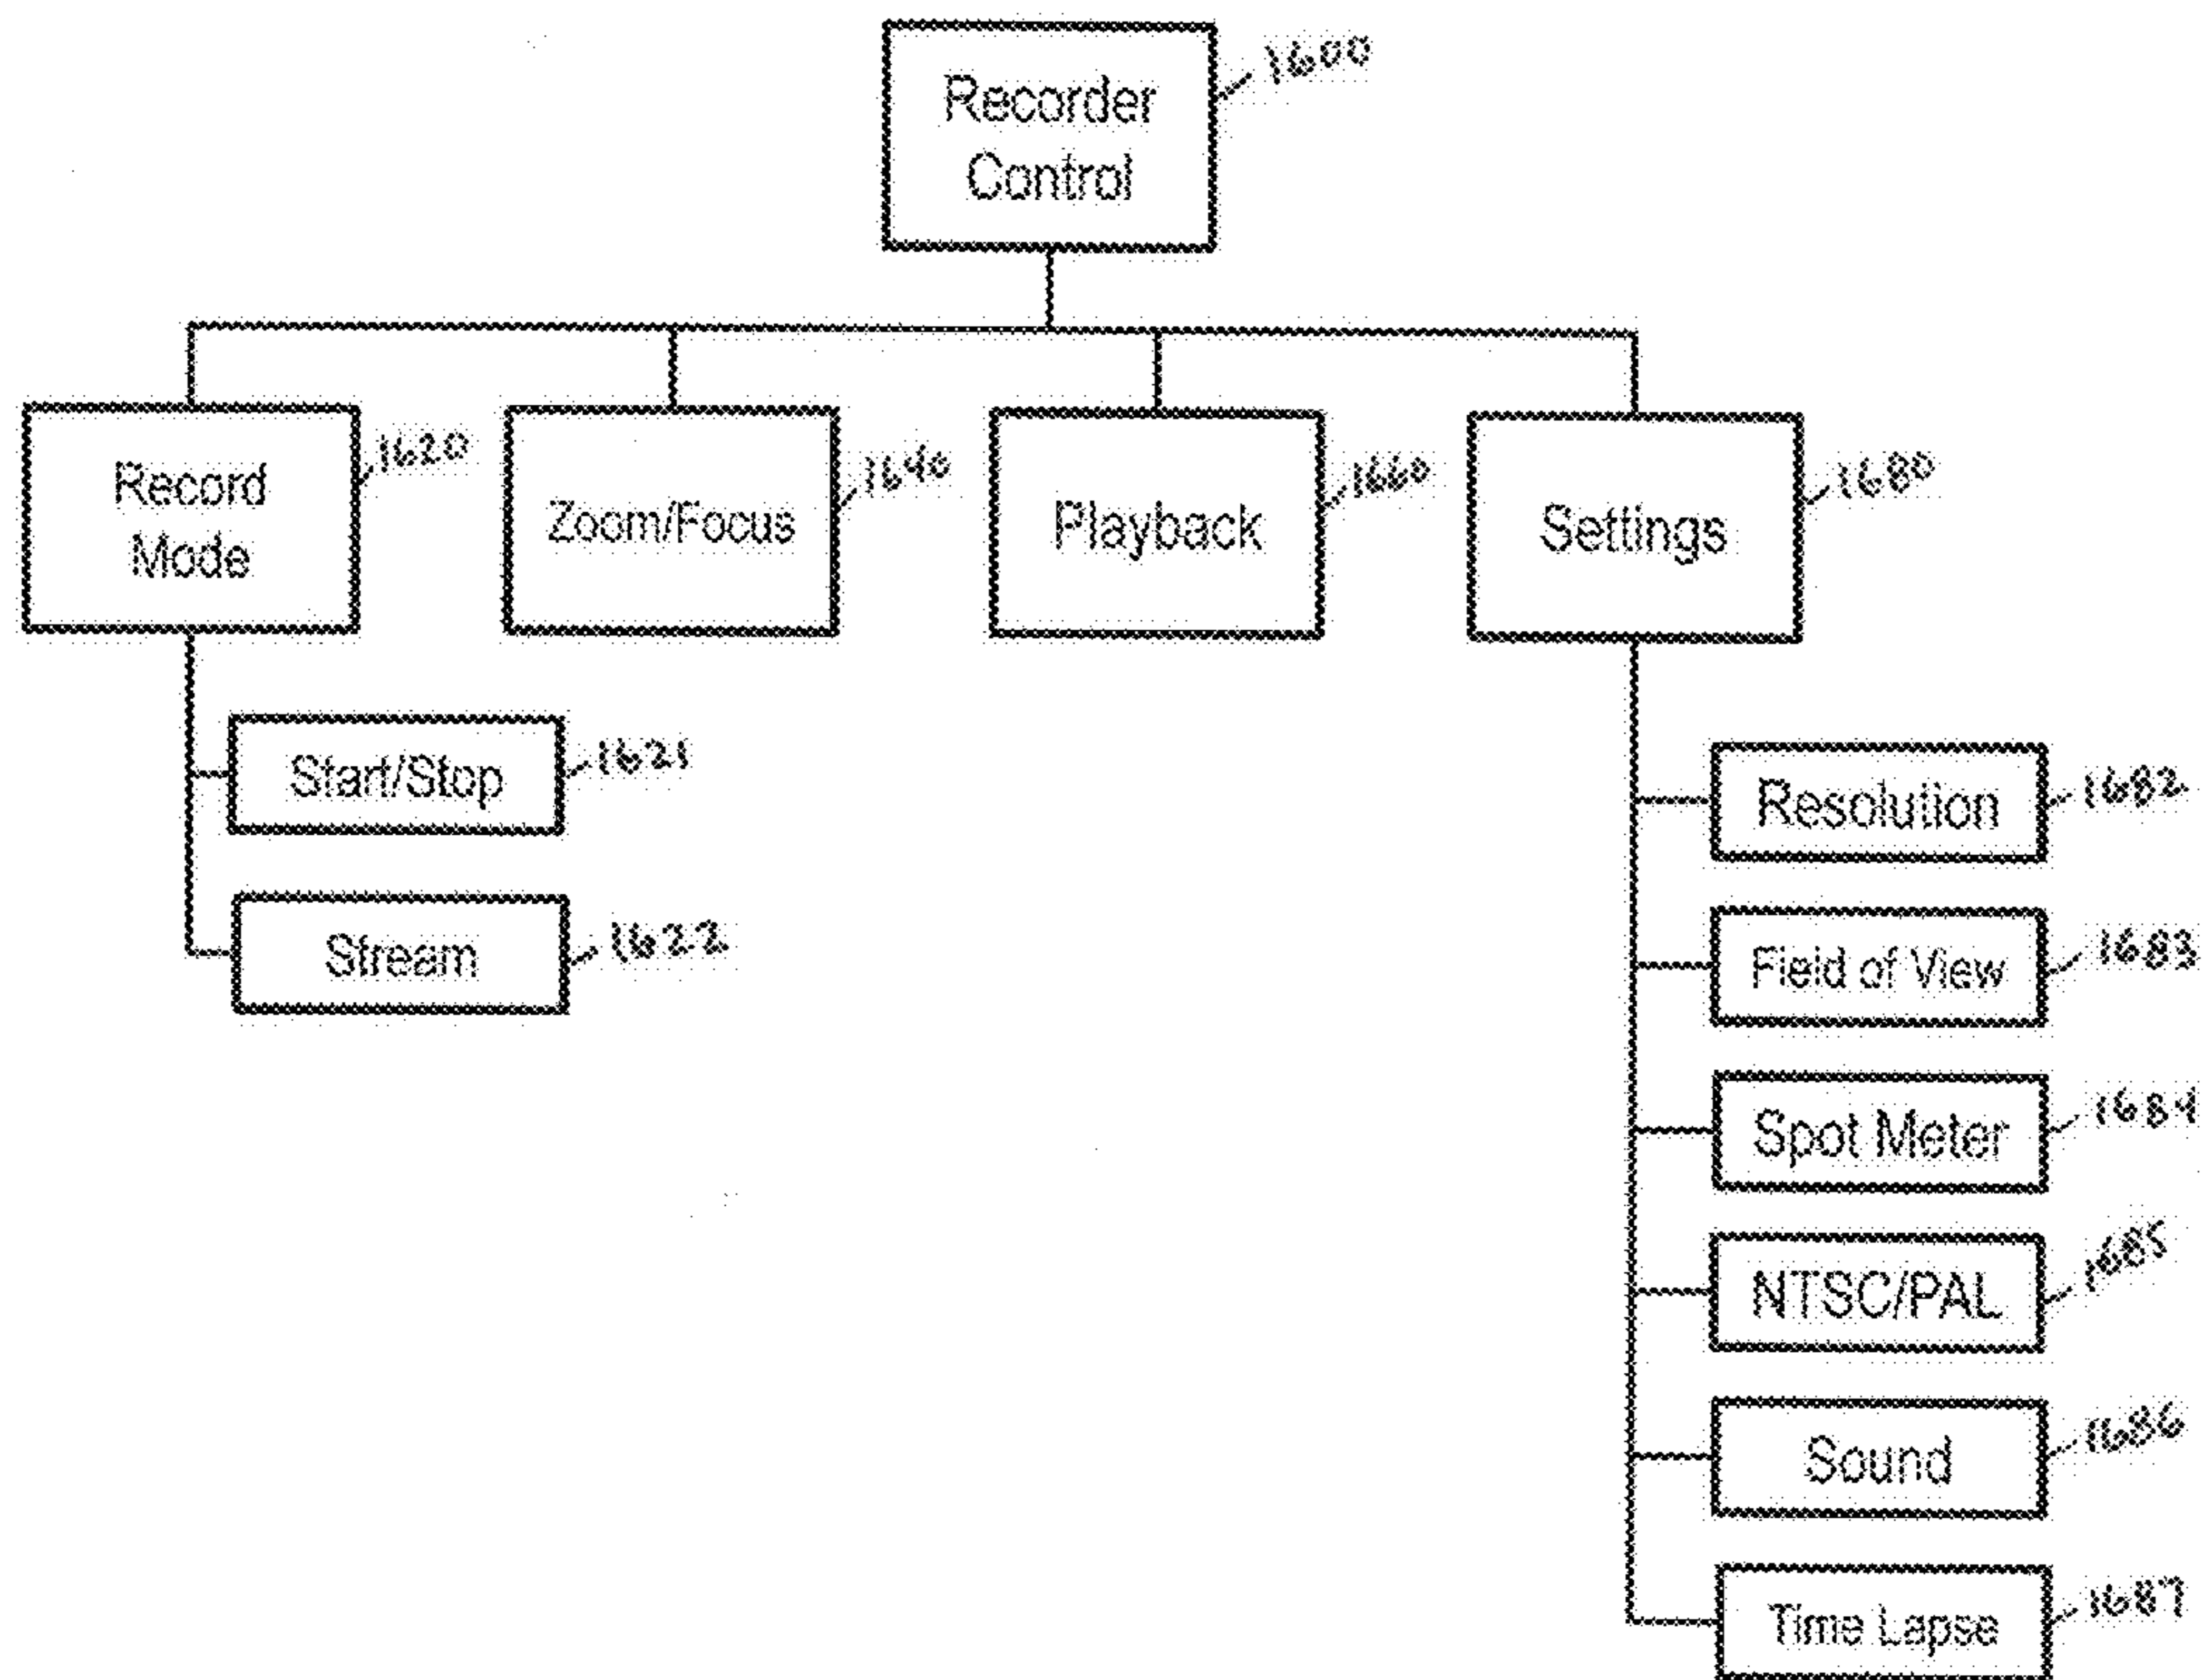 Recorder
Control
1600
Record
Mode
1620
Zoom/Focus
1640
Playback
1660
Settings
1680
Start/Stop
1621
Stream
1622
Resolution
1682
Field of View
1683
Spot Meter
1684
NTSC/PAL
1685
Sound
1686
Time Lapse
1687